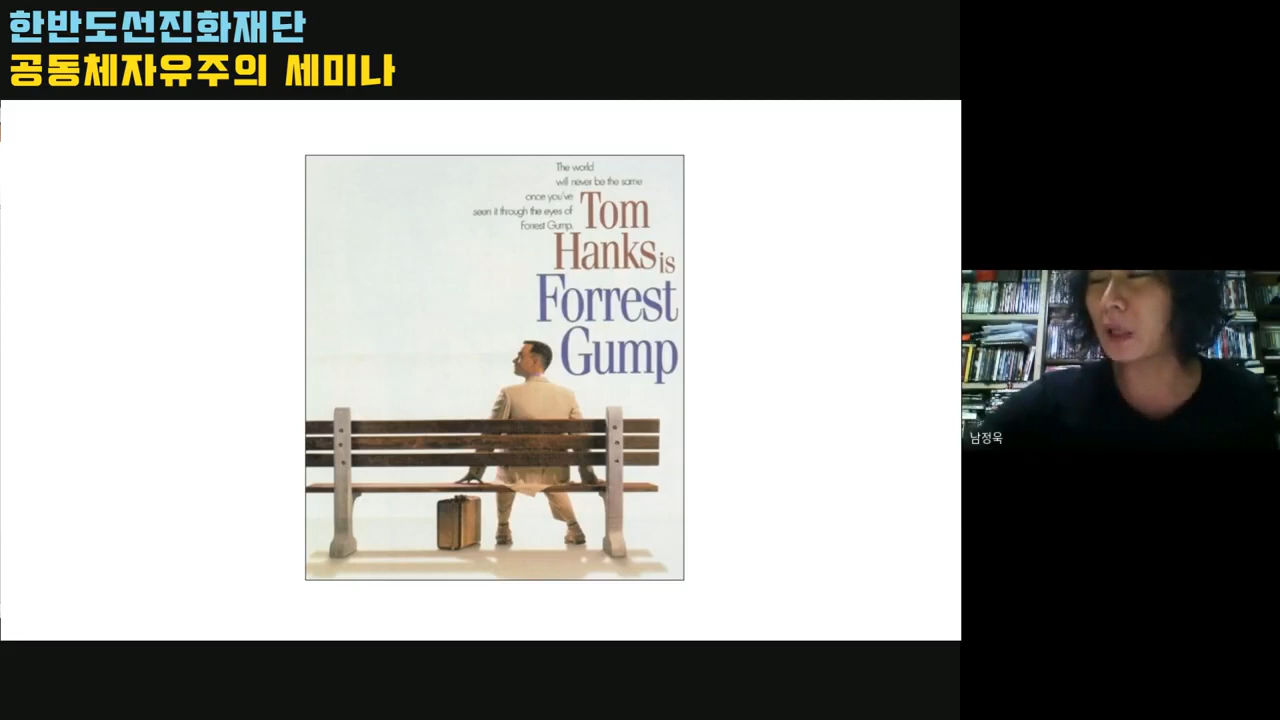 한반도선진화재단
공동체자유주의 세미나
The world
will never be the same
once you've
seen it through the eyes of
Forrest Gump.
Tom
Hanks is
Forrest
Gump
남정욱